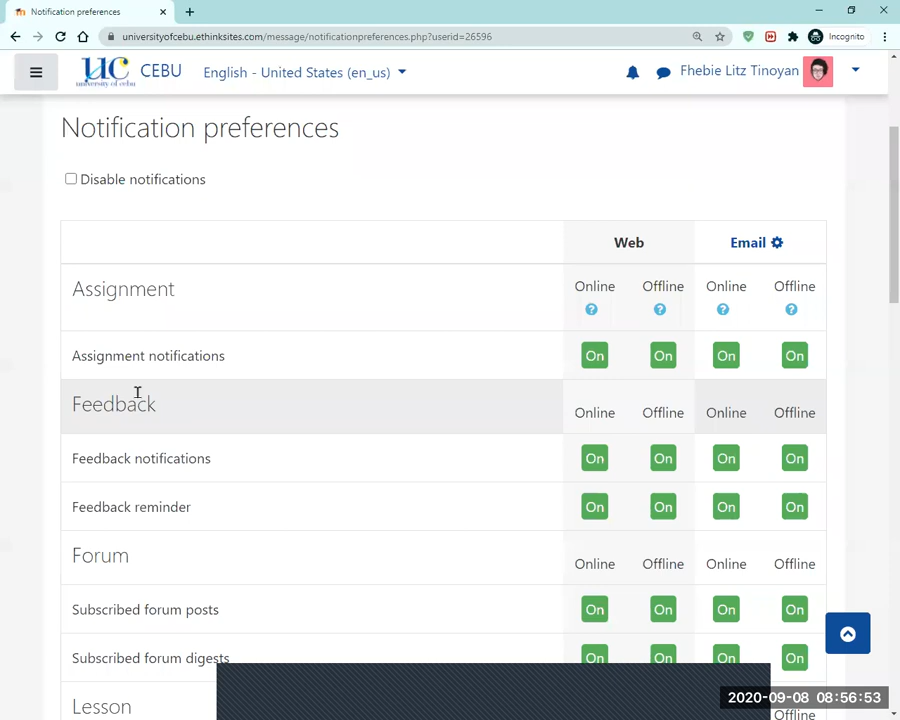 Notification preferences
universityofcebu.ethinksites.com/message/notificationpreferences.php?userid=26596
Incognito
UC
university of cebu
CEBU
English - United States (en_us)
Fhebie Litz Tinoyan
Notification preferences
Disable notifications
Web Email
Assignment Online Offline Online Offline
? ? ? ?
Assignment notifications On On On On
Feedback Online Offline Online Offline
Feedback notifications On On On On
Feedback reminder On On On On
Forum Online Offline Online Offline
Subscribed forum posts On On On On
Subscribed forum digests On On On On
2020-09-08 08:56:53
Lesson Offline